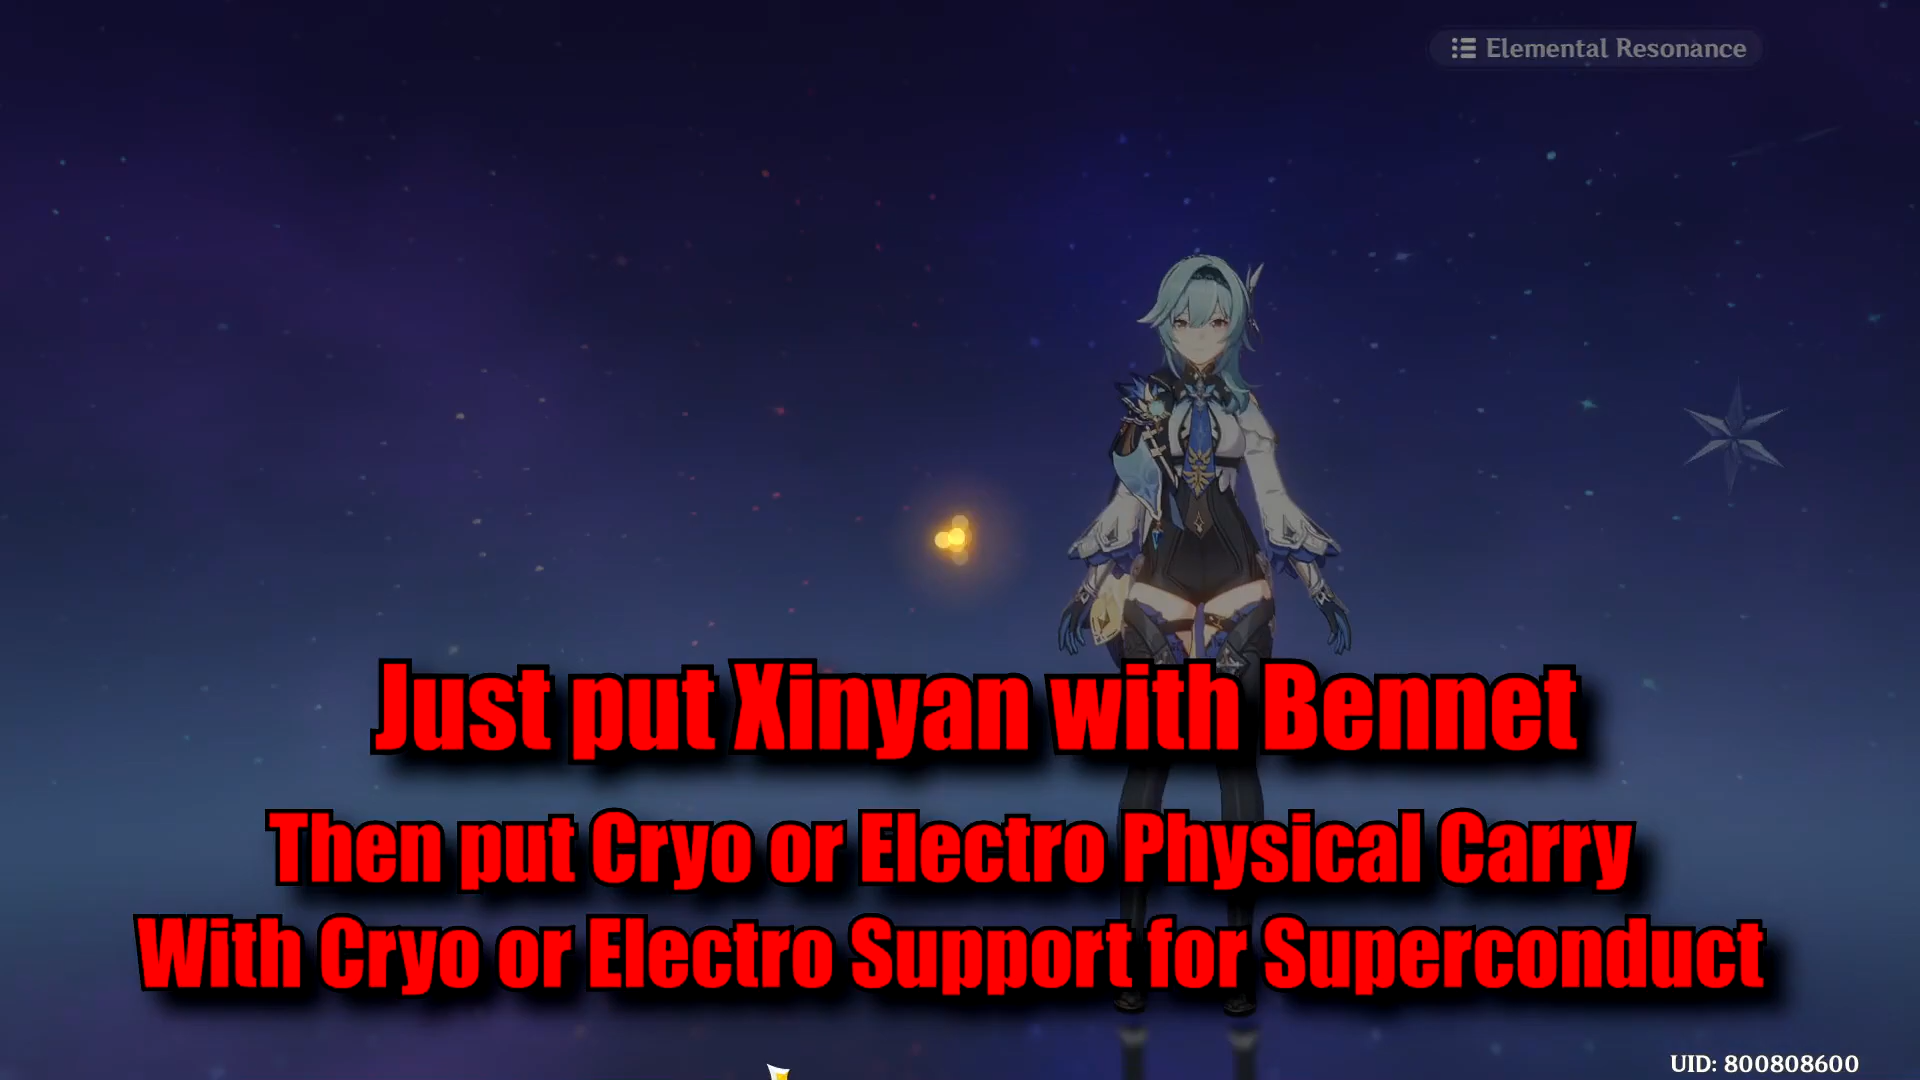 Elemental Resonance
Just put Xinyan with Bennet
Then put Cryo or Electro Physical Carry
With Cryo or Electro Support for Superconduct
UID: 800808600